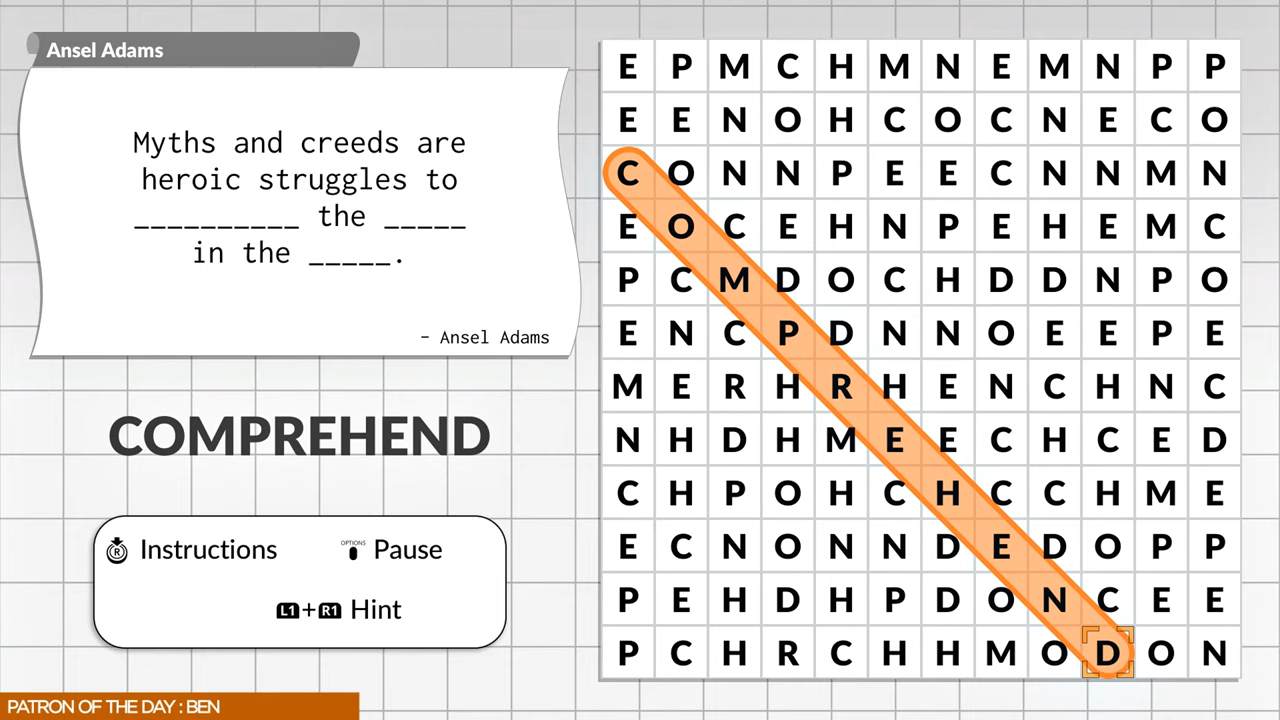 Ansel Adams
Myths and creeds are
heroic struggles to
__________ the _____
in the _____.
– Ansel Adams
COMPREHEND
R Instructions
OPTIONS Pause
L1+R1 Hint
PATRON OF THE DAY : BEN
E P M C H M N E M N P P
E E N O H C O C N E C O
C O N N P E E C N N M N
E O C E H N P E H E M C
P C M D O C H D D N P O
E N C P D N N O E E P E
M E R H R H E N C H N C
N H D H M E E C H C E D
C H P O H C H C C H M E
E C N O N N D E D O P P
P E H D H P D O N C E E
P C H R C H H M O D O N